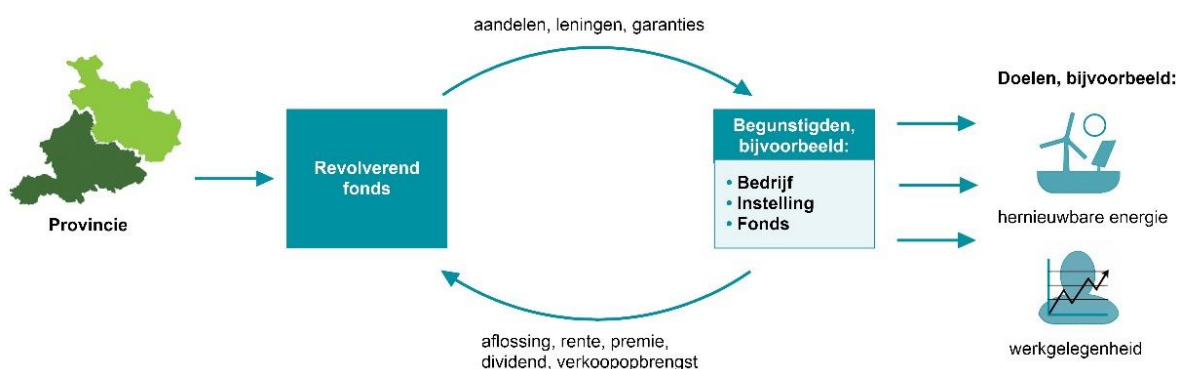 aandelen, leningen, garanties
Doelen, bijvoorbeeld:
Provincie
Revolverend
fonds
Begunstigden,
bijvoorbeeld:
• Bedrijf
• Instelling
• Fonds
hernieuwbare energie
werkgelegenheid
aflossing, rente, premie,
dividend, verkoopopbrengst